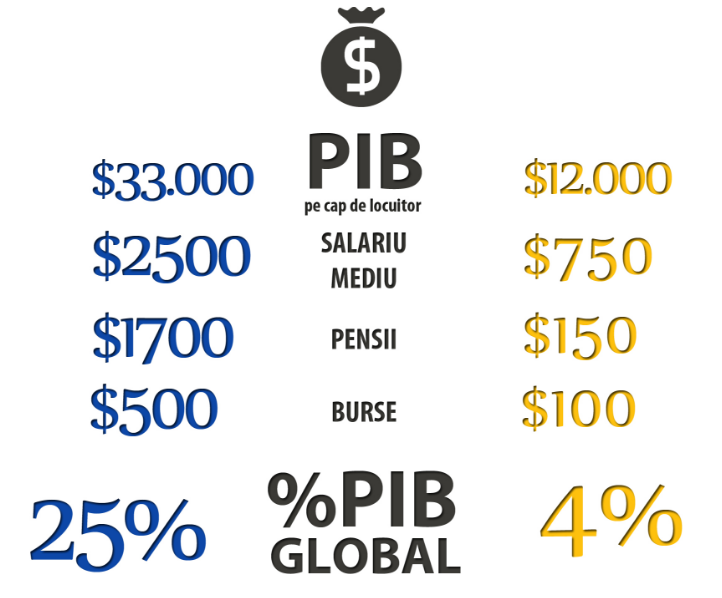 $
PIB
$33.000 pe cap de locuitor $12.000
$2500 SALARIU MEDIU $750
$1700 PENSII $150
$500 BURSE $100
25% %PIB GLOBAL 4%